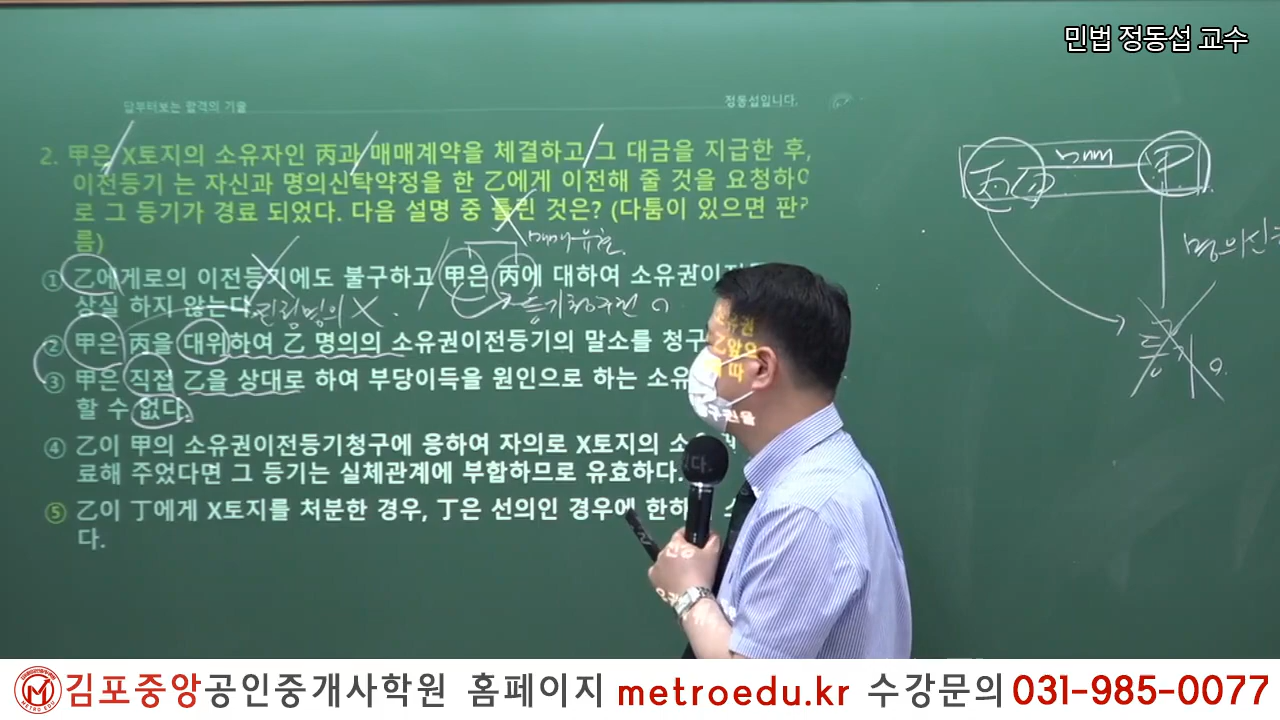 민법 정동섭 교수
답부터보는 합격의 기술
정동섭입니다.
2. 甲은 X토지의 소유자인 丙과 매매계약을 체결하고 그 대금을 지급한 후,
이전등기 는 자신과 명의신탁약정을 한 乙에게 이전해 줄 것을 요청하여
로 그 등기가 경료 되었다. 다음 설명 중 틀린 것은? (다툼이 있으면 판
름)
매매유효.
① 乙에게로의 이전등기에도 불구하고 甲은 丙에 대하여 소유권이전
상실 하지 않는다.
진정명의 X.
등기청구권
② 甲은 丙을 대위하여 乙 명의의 소유권이전등기의 말소를 청구
③ 甲은 직접 乙을 상대로 하여 부당이득을 원인으로 하는 소유
할 수 없다.
④ 乙이 甲의 소유권이전등기청구에 응하여 자의로 X토지의
료해 주었다면 그 등기는 실체관계에 부합하므로 유효하다.
⑤ 乙이 丁에게 X토지를 처분한 경우, 丁은 선의인 경우에 한하
다.
丙
甲
명의신
등기
김포중앙공인중개사학원 홈페이지 metroedu.kr 수강문의 031-985-0077
METRO EDU